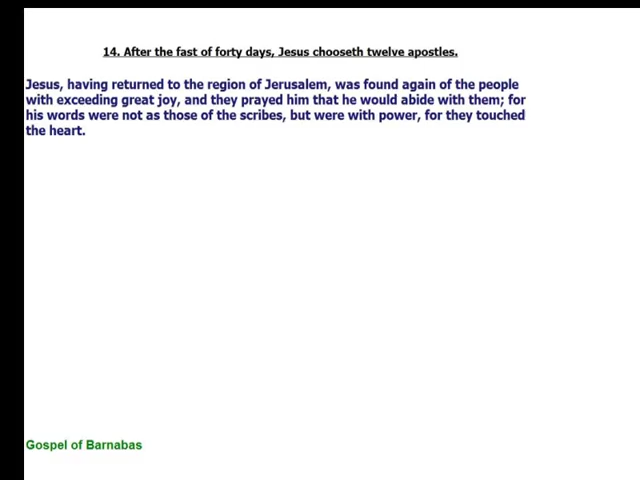 14. After the fast of forty days, Jesus chooseth twelve apostles.
Jesus, having returned to the region of Jerusalem, was found again of the people
with exceeding great joy, and they prayed him that he would abide with them; for
his words were not as those of the scribes, but were with power, for they touched
the heart.
Gospel of Barnabas